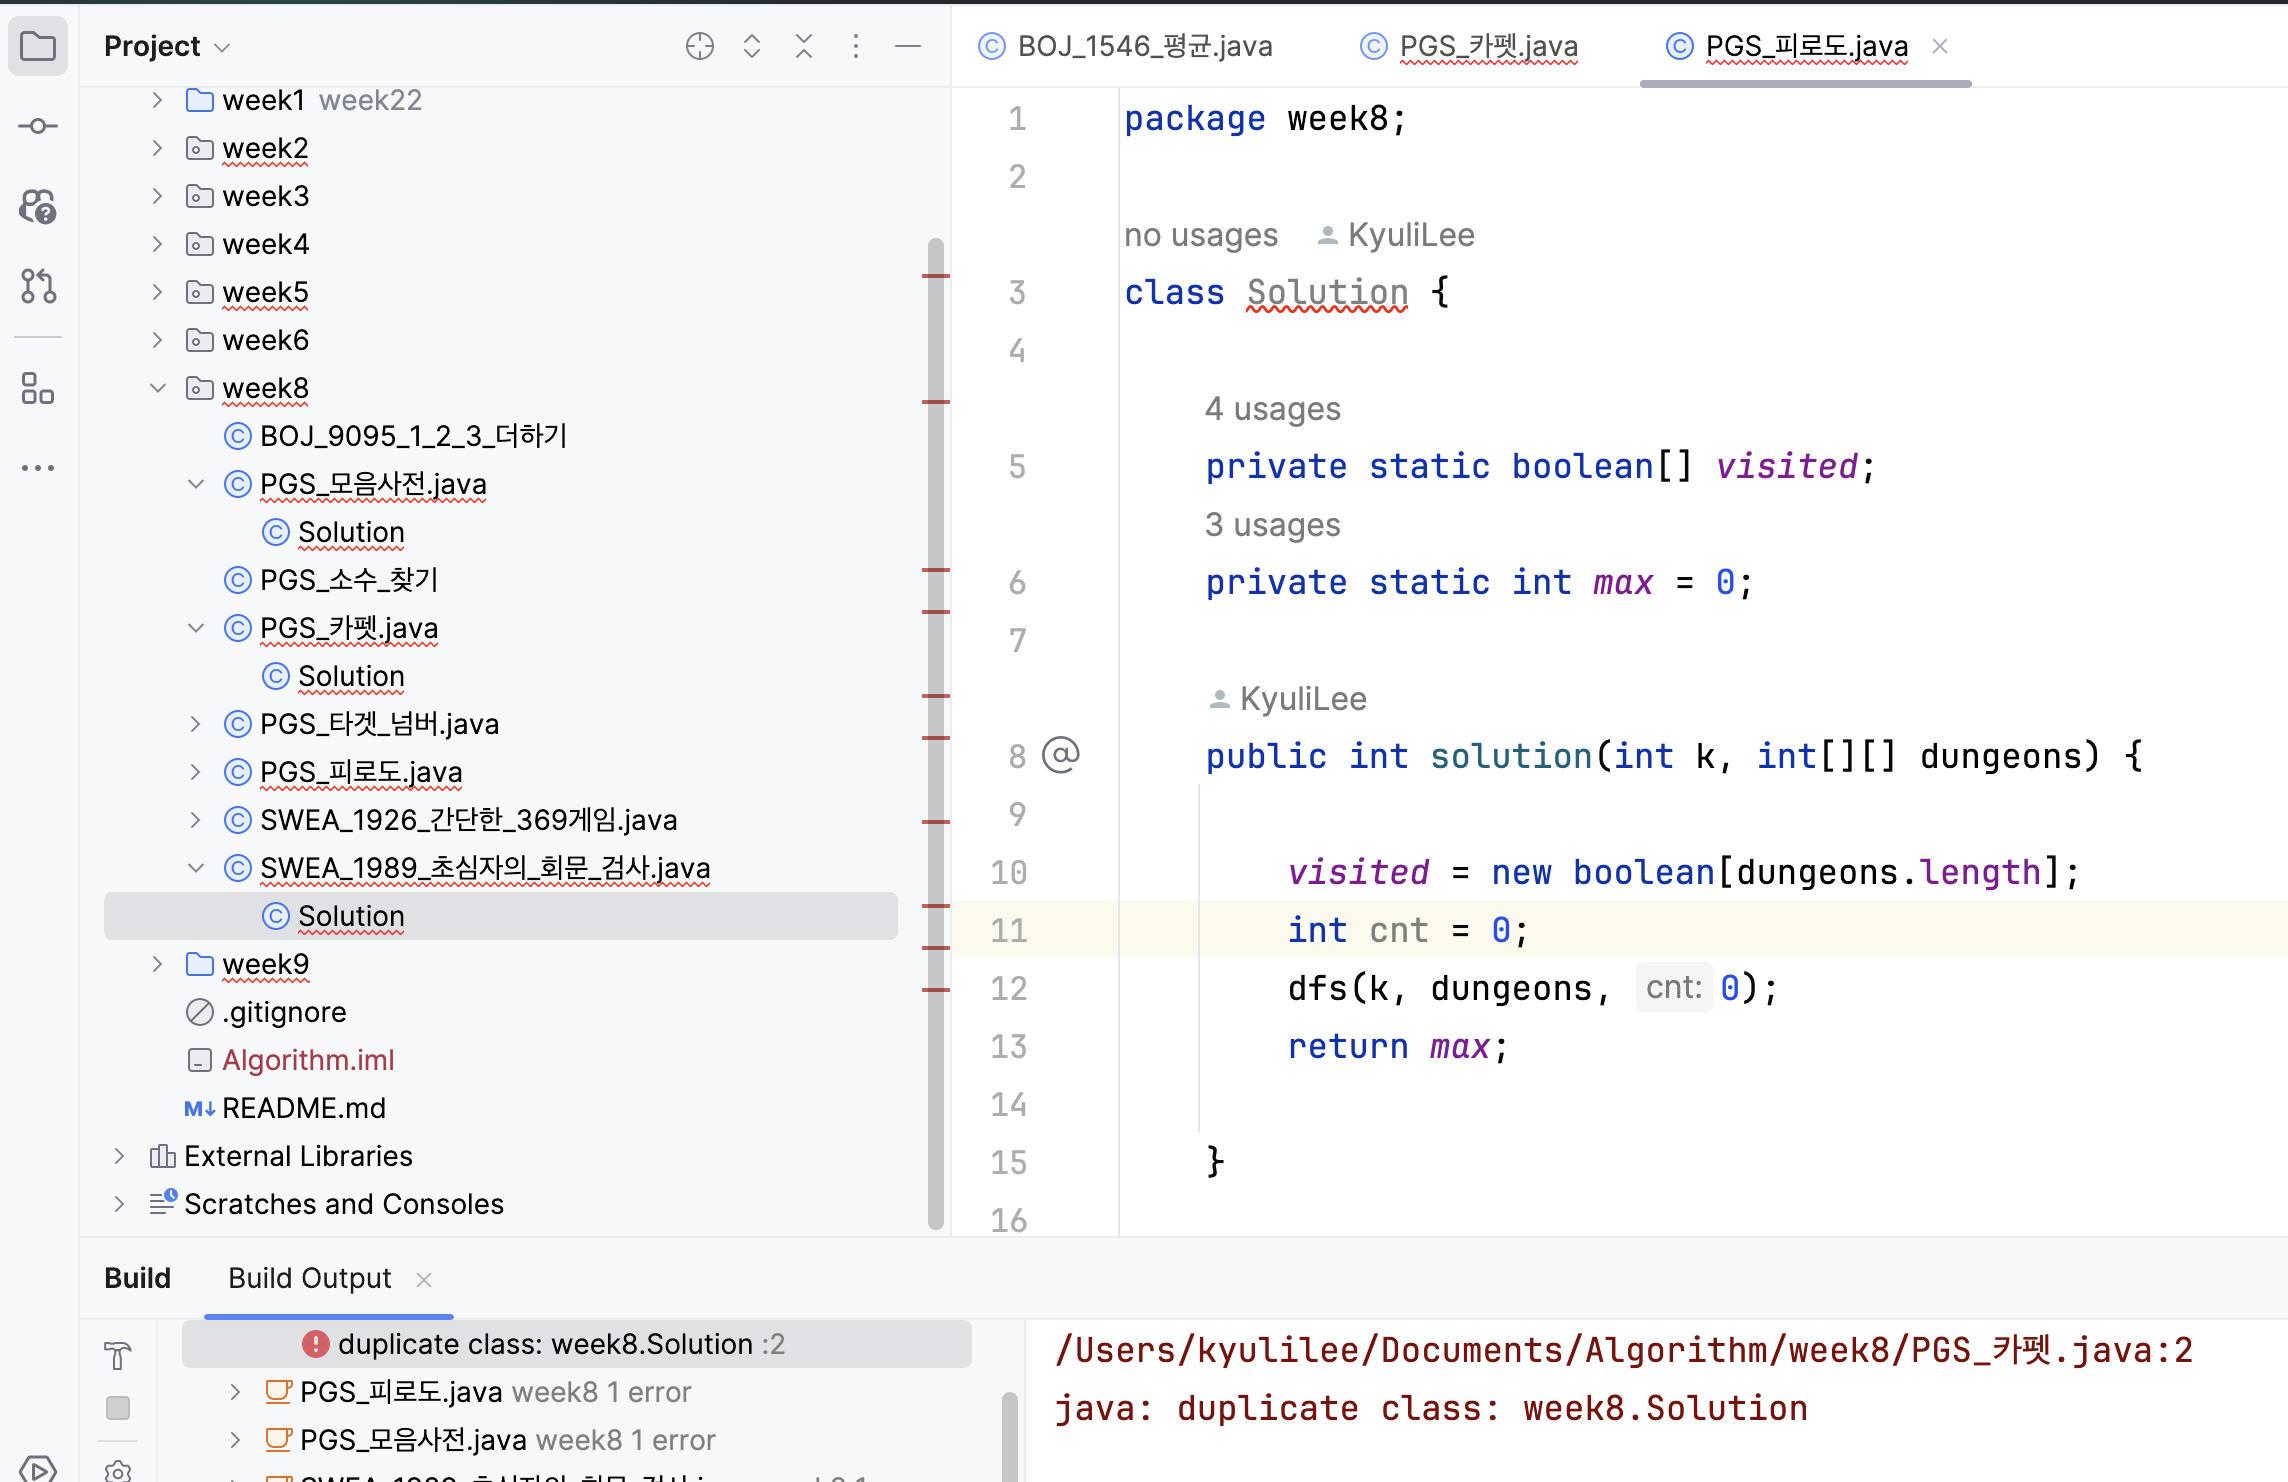 Project
week1 week22
week2
week3
week4
week5
week6
week8
BOJ_9095_1_2_3_더하기
PGS_모음사전.java
Solution
PGS_소수_찾기
PGS_카펫.java
Solution
PGS_타겟_넘버.java
PGS_피로도.java
SWEA_1926_간단한_369게임.java
SWEA_1989_초심자의_회문_검사.java
Solution
week9
.gitignore
Algorithm.iml
README.md
External Libraries
Scratches and Consoles
BOJ_1546_평균.java
PGS_카펫.java
PGS_피로도.java
1 package week8;
2
no usages KyuliLee
3 class Solution {
4
4 usages
5 private static boolean[] visited;
3 usages
6 private static int max = 0;
7
KyuliLee
8 public int solution(int k, int[][] dungeons) {
9
10 visited = new boolean[dungeons.length];
11 int cnt = 0;
12 dfs(k, dungeons, cnt: 0);
13 return max;
14
15 }
16
Build Build Output
duplicate class: week8.Solution :2
PGS_피로도.java week8 1 error
PGS_모음사전.java week8 1 error
/Users/kyulilee/Documents/Algorithm/week8/PGS_카펫.java:2
java: duplicate class: week8.Solution